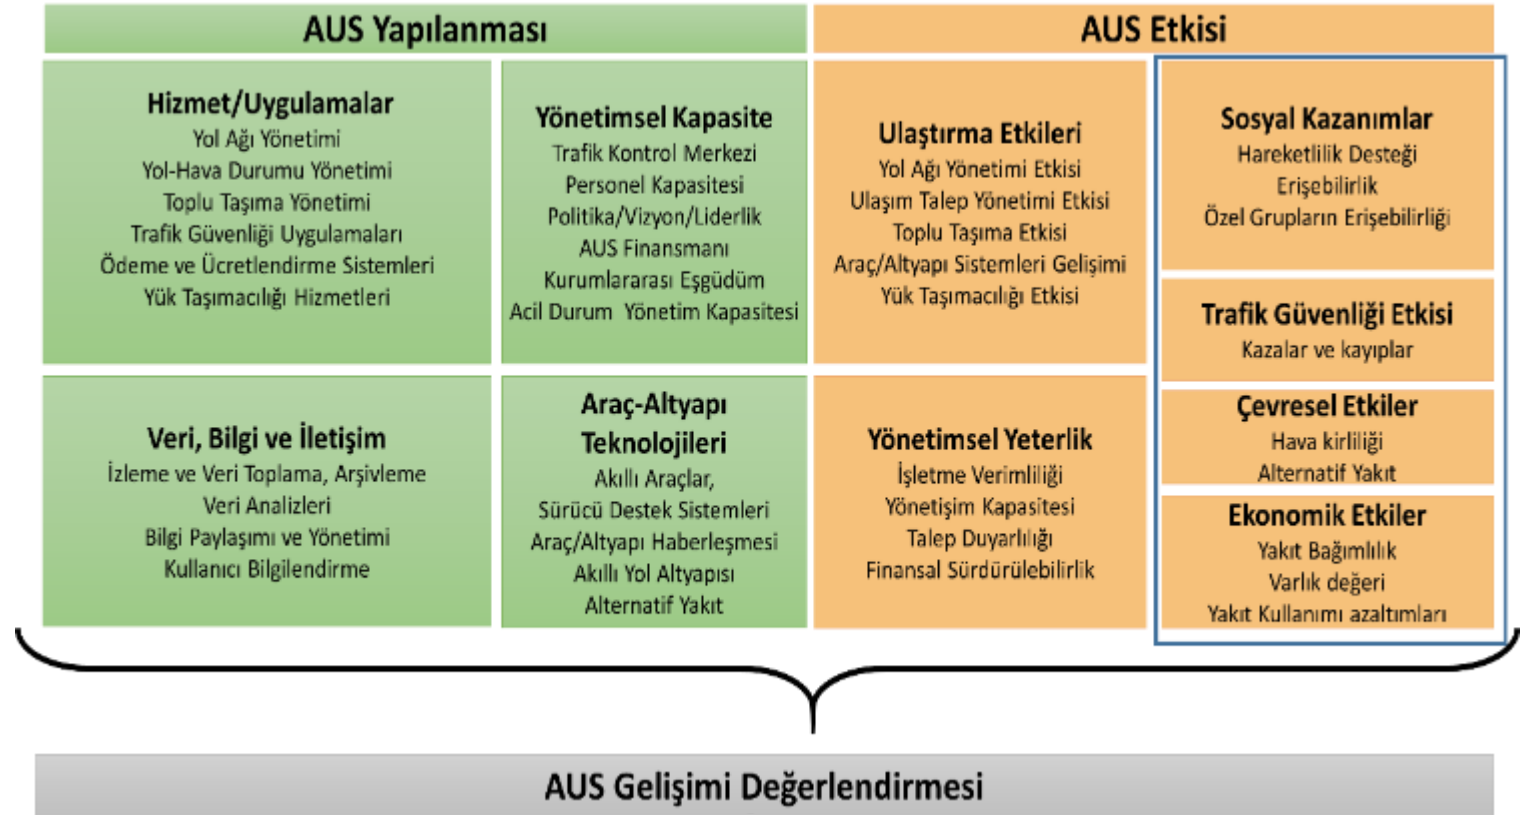 AUS Yapılanması
AUS Etkisi
Hizmet/Uygulamalar
Yol Ağı Yönetimi
Yol-Hava Durumu Yönetimi
Toplu Taşıma Yönetimi
Trafik Güvenliği Uygulamaları
Ödeme ve Ücretlendirme Sistemleri
Yük Taşımacılığı Hizmetleri
Yönetimsel Kapasite
Trafik Kontrol Merkezi
Personel Kapasitesi
Politika/Vizyon/Liderlik
AUS Finansmanı
Kurumlararası Eşgüdüm
Acil Durum Yönetim Kapasitesi
Ulaştırma Etkileri
Yol Ağı Yönetimi Etkisi
Ulaşım Talep Yönetimi Etkisi
Toplu Taşıma Etkisi
Araç/Altyapı Sistemleri Gelişimi
Yük Taşımacılığı Etkisi
Sosyal Kazanımlar
Hareketlilik Desteği
Erişebilirlik
Özel Grupların Erişebilirliği
Trafik Güvenliği Etkisi
Kazalar ve kayıplar
Veri, Bilgi ve İletişim
İzleme ve Veri Toplama, Arşivleme
Veri Analizleri
Bilgi Paylaşımı ve Yönetimi
Kullanıcı Bilgilendirme
Araç-Altyapı
Teknolojileri
Akıllı Araçlar,
Sürücü Destek Sistemleri
Araç/Altyapı Haberleşmesi
Akıllı Yol Altyapısı
Alternatif Yakıt
Yönetimsel Yeterlik
İşletme Verimliliği
Yönetişim Kapasitesi
Talep Duyarlılığı
Finansal Sürdürülebilirlik
Çevresel Etkiler
Hava kirliliği
Alternatif Yakıt
Ekonomik Etkiler
Yakıt Bağımlılık
Varlık değeri
Yakıt Kullanımı azaltımları
AUS Gelişimi Değerlendirmesi